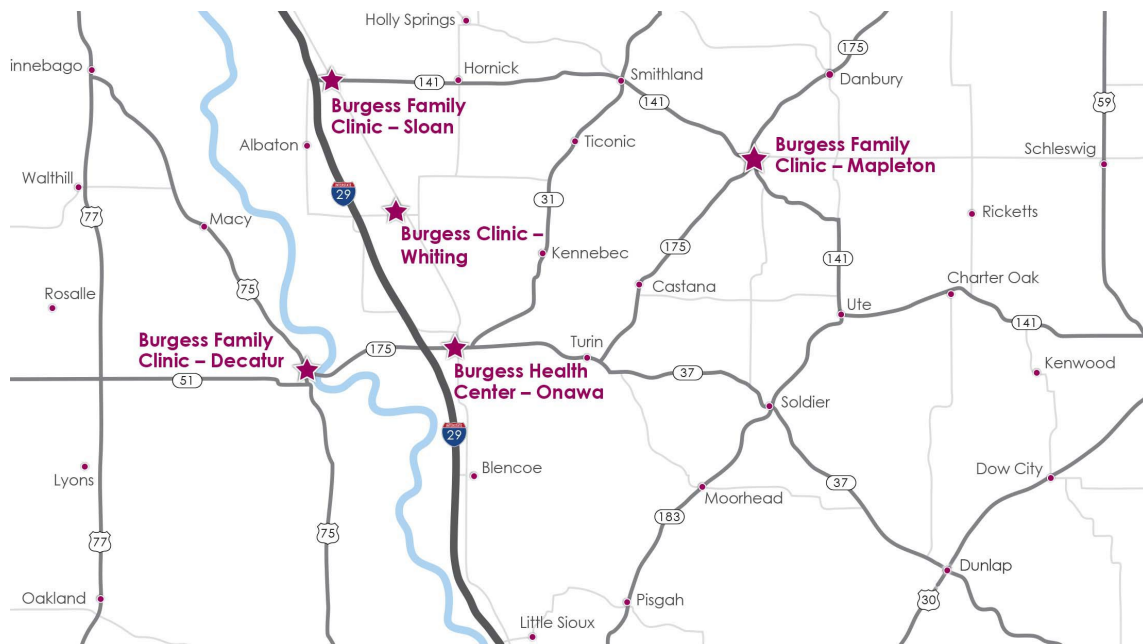 Holly Springs
175
innebago
Hornick
Smithland
Danbury
141
59
Burgess Family
Clinic – Sloan
141
Albaton
Ticonic
Burgess Family
Clinic – Mapleton
Schleswig
Walthill
INTERSTATE
29
31
77
Macy
Ricketts
Burgess Clinic –
Whiting
Kennebec
175
141
75
Castana
Charter Oak
Rosalle
Ute
141
Burgess Family
Clinic – Decatur
175
Turin
Kenwood
51
Burgess Health
Center – Onawa
37
Soldier
INTERSTATE
29
Lyons
Blencoe
Dow City
37
Moorhead
183
75
77
Dunlap
Oakland
Pisgah
30
Little Sioux